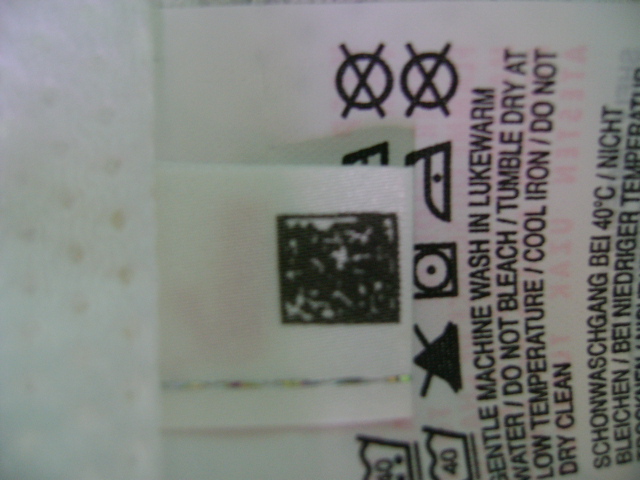 40
40
GENTLE MACHINE WASH IN LUKEWARM
WATER / DO NOT BLEACH / TUMBLE DRY AT
LOW TEMPERATURE / COOL IRON / DO NOT
DRY CLEAN
SCHONWASCHGANG BEI 40°C / NICHT
BLEICHEN / BEI NIEDRIGER TEMPERATUR